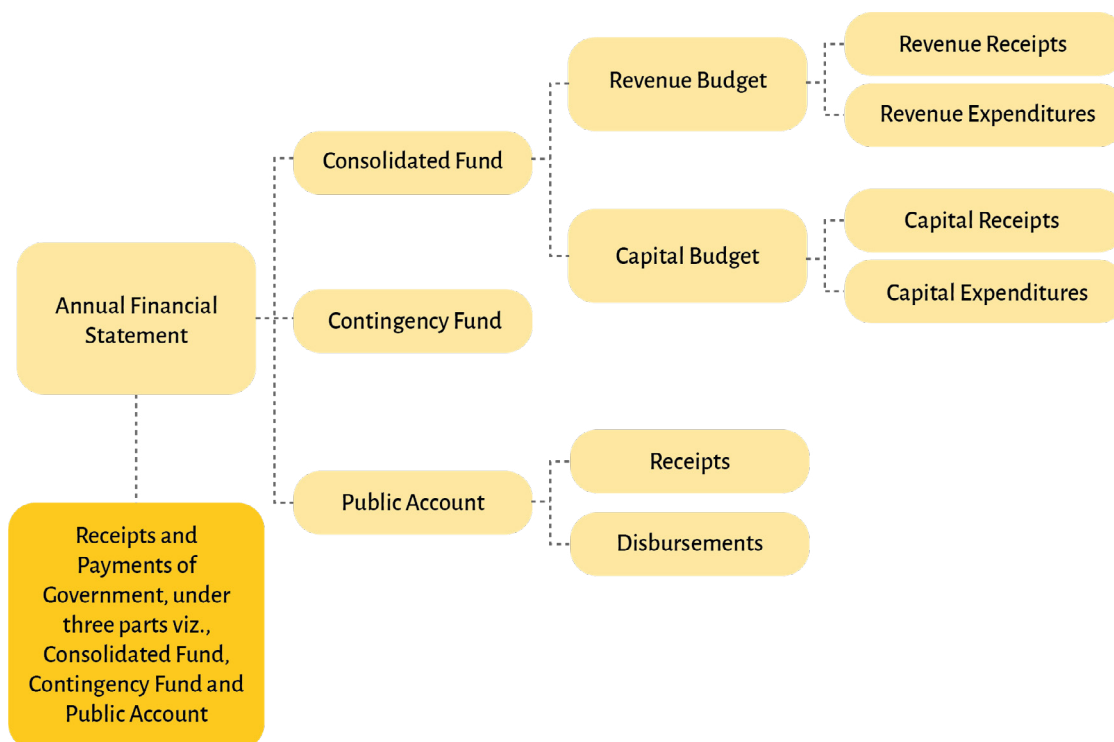 Annual Financial
Statement
Receipts and
Payments of
Government, under
three parts viz.,
Consolidated Fund,
Contingency Fund and
Public Account
Consolidated Fund
Contingency Fund
Public Account
Revenue Budget
Capital Budget
Receipts
Disbursements
Revenue Receipts
Revenue Expenditures
Capital Receipts
Capital Expenditures